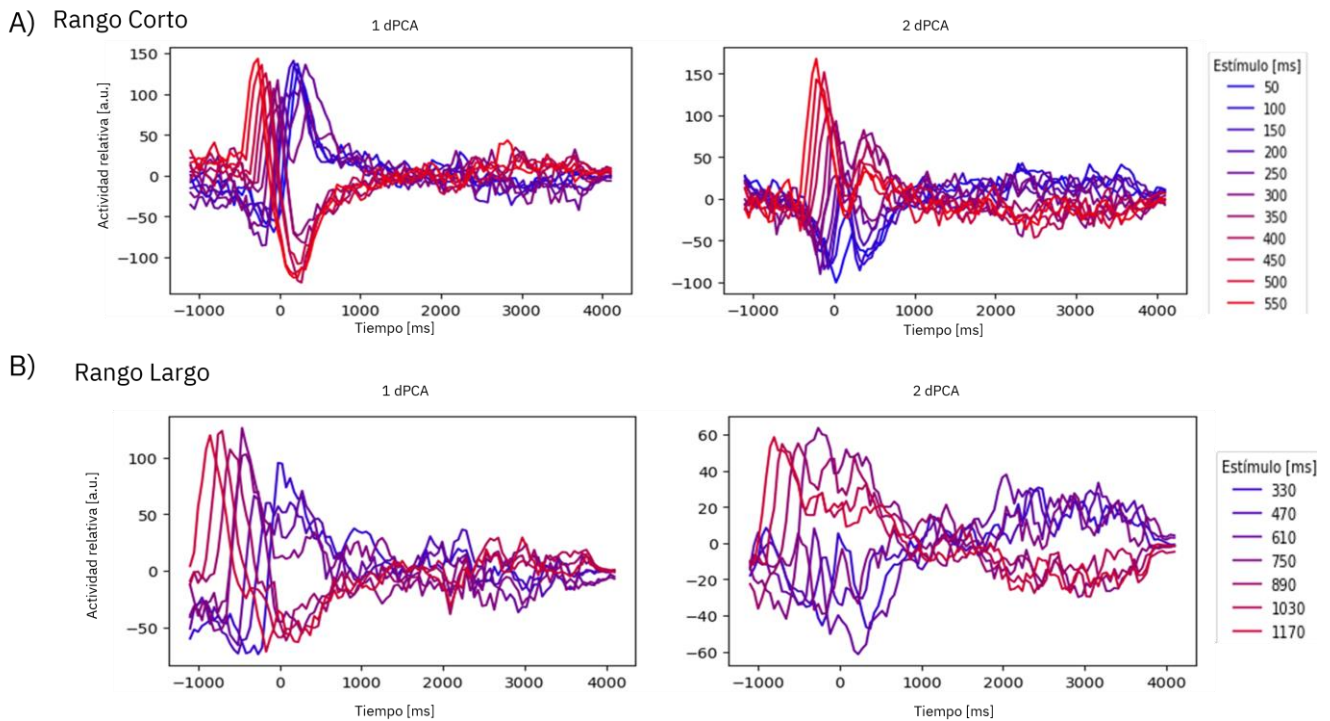 A) Rango Corto
1 dPCA
2 dPCA
Actividad relativa [a.u.]
150
100
50
0
−50
−100
−1000 0 1000 2000 3000 4000
Tiempo [ms]
150
100
50
0
−50
−100
−1000 0 1000 2000 3000 4000
Tiempo [ms]
Estímulo [ms]
50
100
150
200
250
300
350
400
450
500
550
B) Rango Largo
1 dPCA
2 dPCA
Actividad relativa [a.u.]
100
50
0
−50
−1000 0 1000 2000 3000 4000
Tiempo [ms]
60
40
20
0
−20
−40
−60
−1000 0 1000 2000 3000 4000
Tiempo [ms]
Estímulo [ms]
330
470
610
750
890
1030
1170